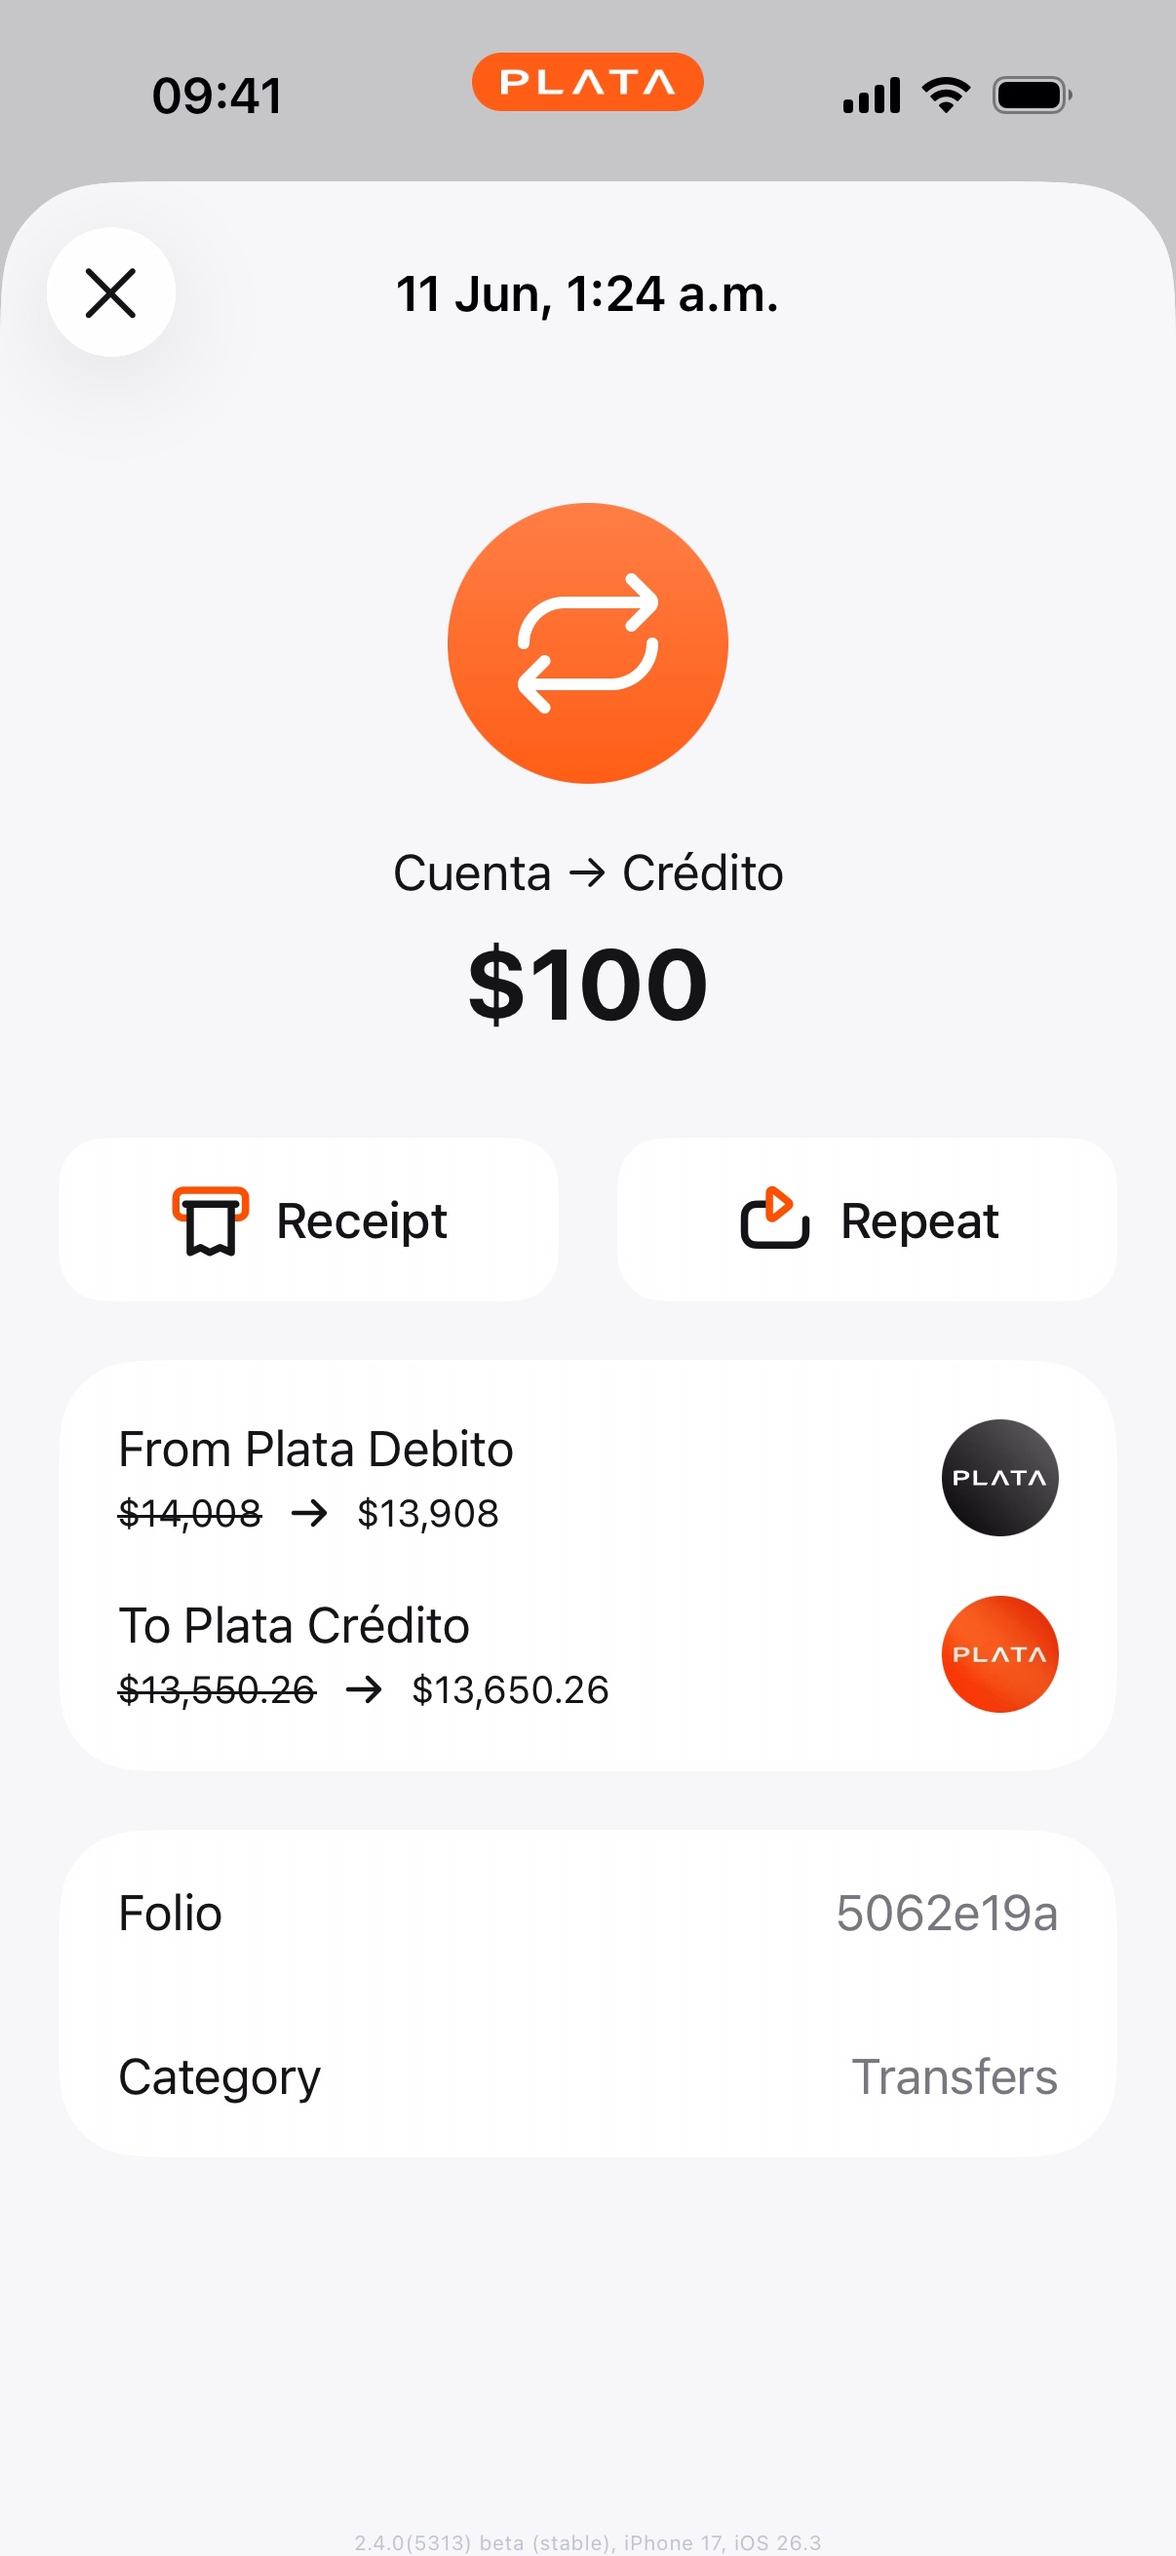 09:41
PLATA
11 Jun, 1:24 a.m.
Cuenta → Crédito
$100
Receipt
Repeat
From Plata Debito
$14,008 → $13,908
PLATA
To Plata Crédito
$13,550.26 → $13,650.26
PLATA
Folio 5062e19a
Category Transfers
2.4.0(5313) beta (stable), iPhone 17, iOS 26.3